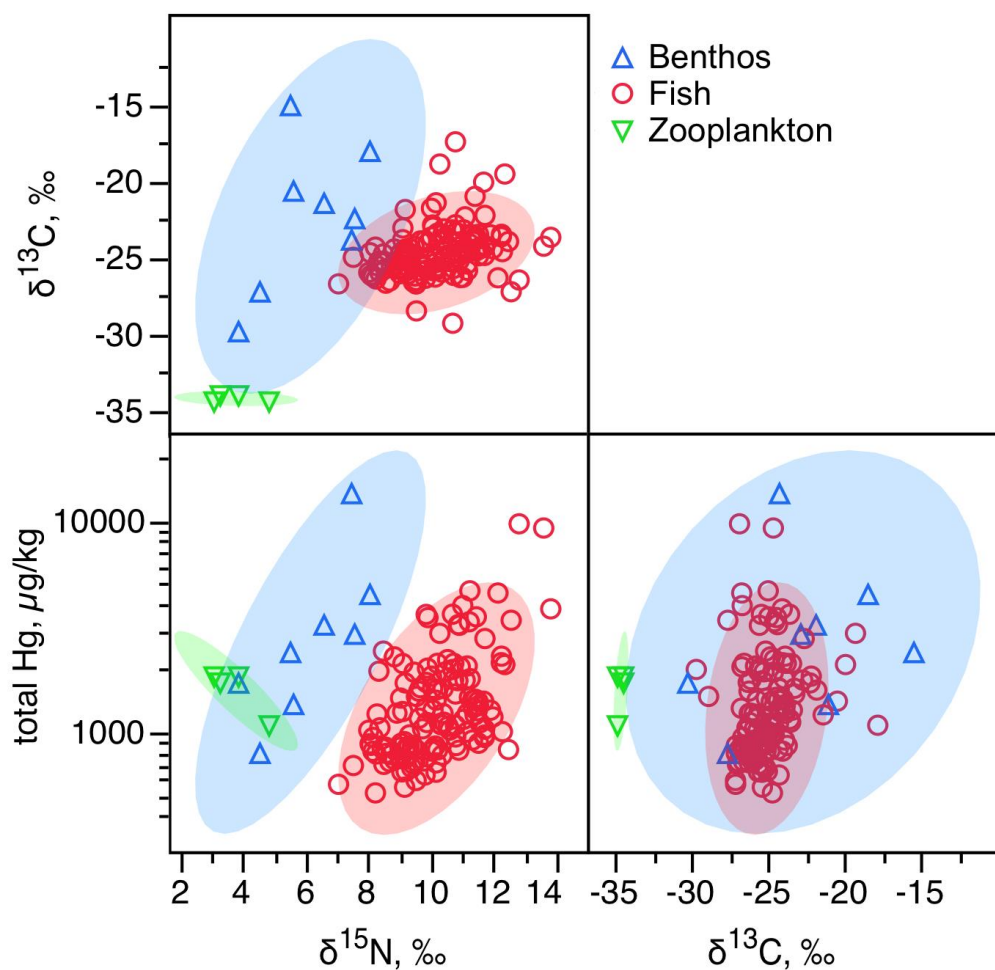 Benthos
Fish
Zooplankton
-15
-20
-25
-30
-35
δ¹³C, ‰
10000
1000
total Hg, µg/kg
2 4 6 8 10 12 14
-35 -30 -25 -20 -15
δ¹⁵N, ‰
δ¹³C, ‰